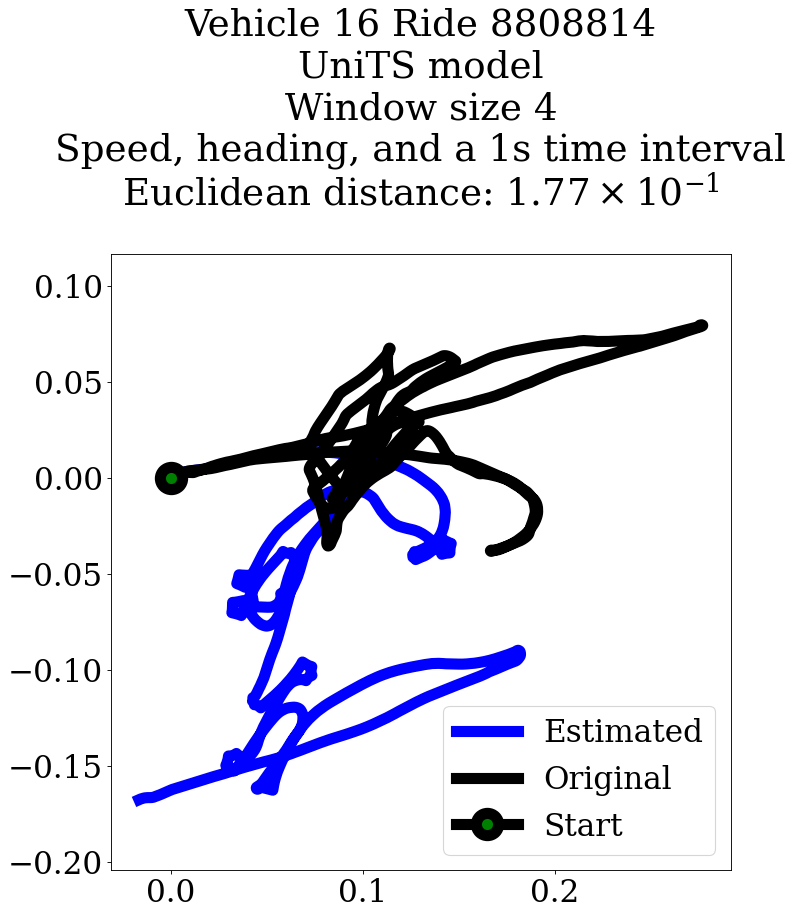 Vehicle 16 Ride 8808814
UniTS model
Window size 4
Speed, heading, and a 1s time interval
Euclidean distance: 1.77 × 10⁻¹
0.10
0.05
0.00
−0.05
−0.10
−0.15
−0.20
Estimated
Original
Start
0.0 0.1 0.2